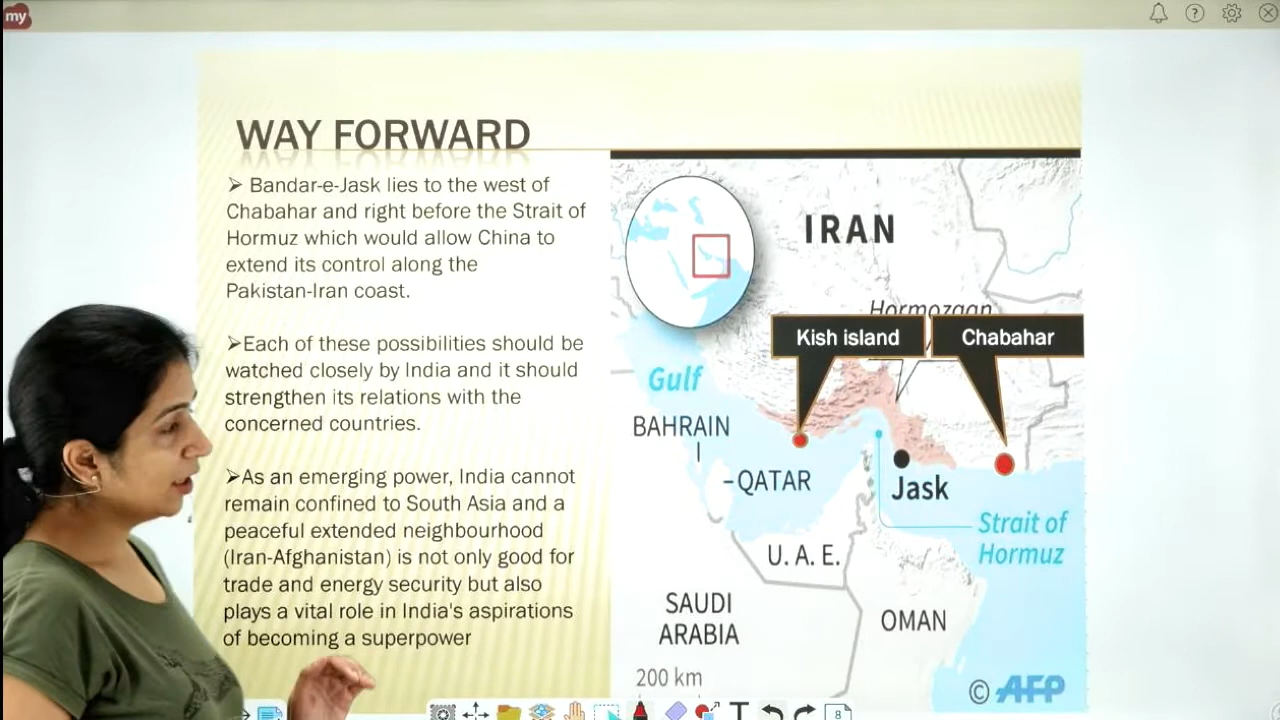 my
WAY FORWARD
➤ Bandar-e-Jask lies to the west of
Chabahar and right before the Strait of
Hormuz which would allow China to
extend its control along the
Pakistan-Iran coast.
➤Each of these possibilities should be
watched closely by India and it should
strengthen its relations with the
concerned countries.
➤As an emerging power, India cannot
remain confined to South Asia and a
peaceful extended neighbourhood
(Iran-Afghanistan) is not only good for
trade and energy security but also
plays a vital role in India's aspirations
of becoming a superpower
IRAN
Hormozgan
Kish island
Chabahar
Gulf
BAHRAIN
QATAR
Jask
Strait of
Hormuz
U. A. E.
SAUDI
ARABIA
OMAN
200 km
© AFP
T
8